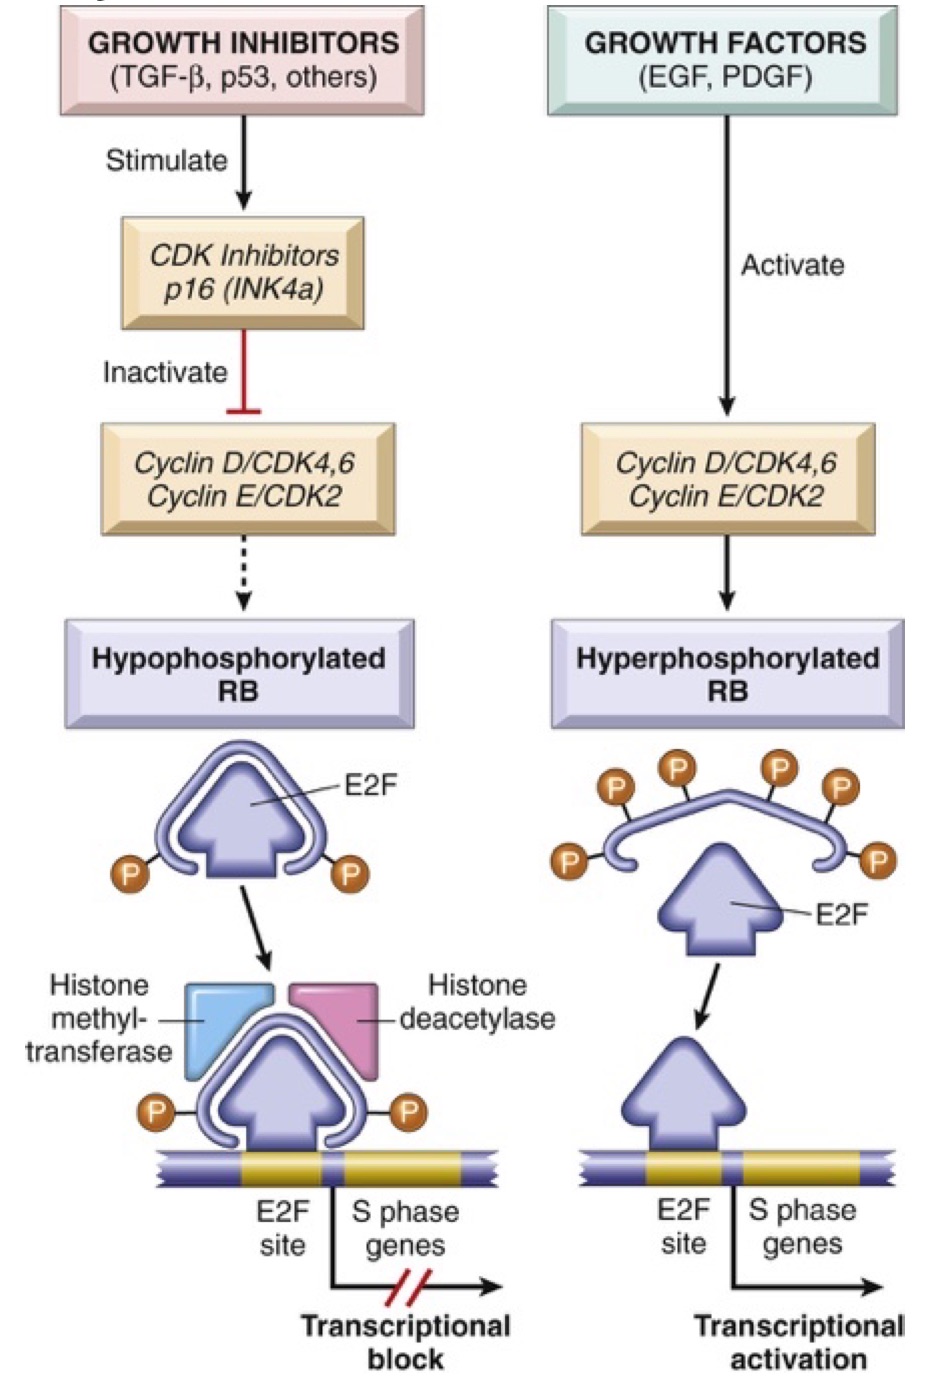 GROWTH INHIBITORS
(TGF-β, p53, others)
Stimulate
CDK Inhibitors
p16 (INK4a)
Inactivate
Cyclin D/CDK4,6
Cyclin E/CDK2
Hypophosphorylated
RB
E2F
P
P
Histone
methyl-
transferase
Histone
deacetylase
P
P
E2F
site
S phase
genes
Transcriptional
block
GROWTH FACTORS
(EGF, PDGF)
Activate
Cyclin D/CDK4,6
Cyclin E/CDK2
Hyperphosphorylated
RB
P
P
P
P
P
P
E2F
E2F
site
S phase
genes
Transcriptional
activation